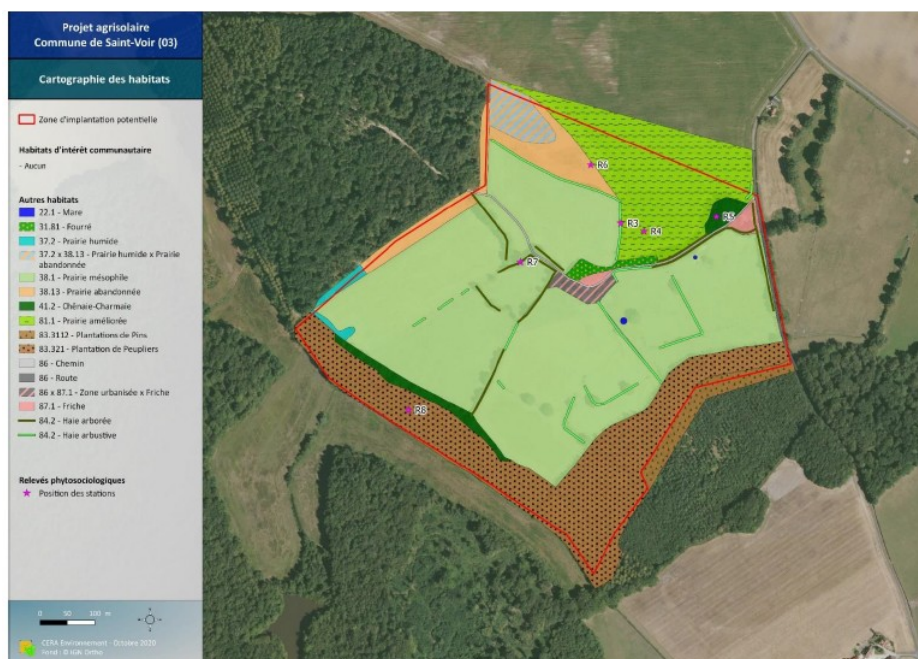 Projet agrisolaire
Commune de Saint-Voir (03)
Cartographie des habitats
Zone d'implantation potentielle
Habitats d'intérêt communautaire
- Aucun
Autres habitats
22.1 - Mare
31.81 - Fourré
37.2 - Prairie humide
37.2 x 38.13 - Prairie humide x Prairie
abandonnée
38.1 - Prairie mésophile
38.13 - Prairie abandonnée
41.2 - Chênaie-Charmaie
81.1 - Prairie améliorée
83.3112 - Plantations de Pins
83.321 - Plantation de Peupliers
86 - Chemin
86 - Route
86 x 87.1 - Zone urbanisée x Friche
87.1 - Friche
84.2 - Haie arborée
84.2 - Haie arbustive
Relevés phytosociologiques
Position des stations
0 50 100 m
CERA Environnement - Octobre 2020
Fond : © IGN Ortho
R6
R3
R4
R5
R7
R8